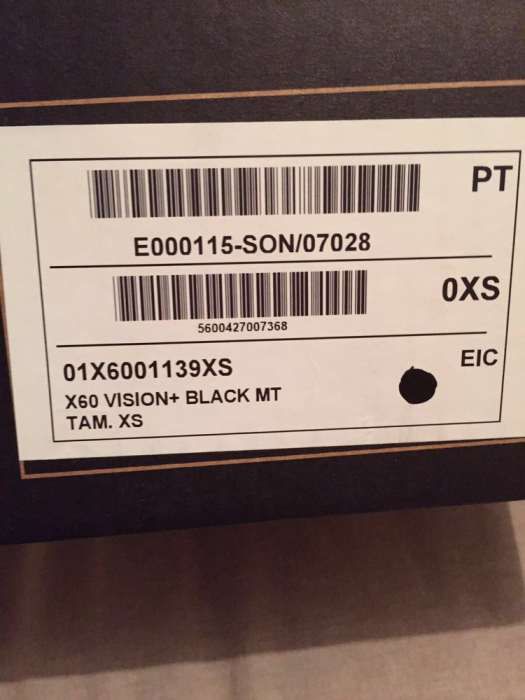 PT
E000115-SON/07028
0XS
5600427007368
01X6001139XS
EIC
X60 VISION+ BLACK MT
TAM. XS